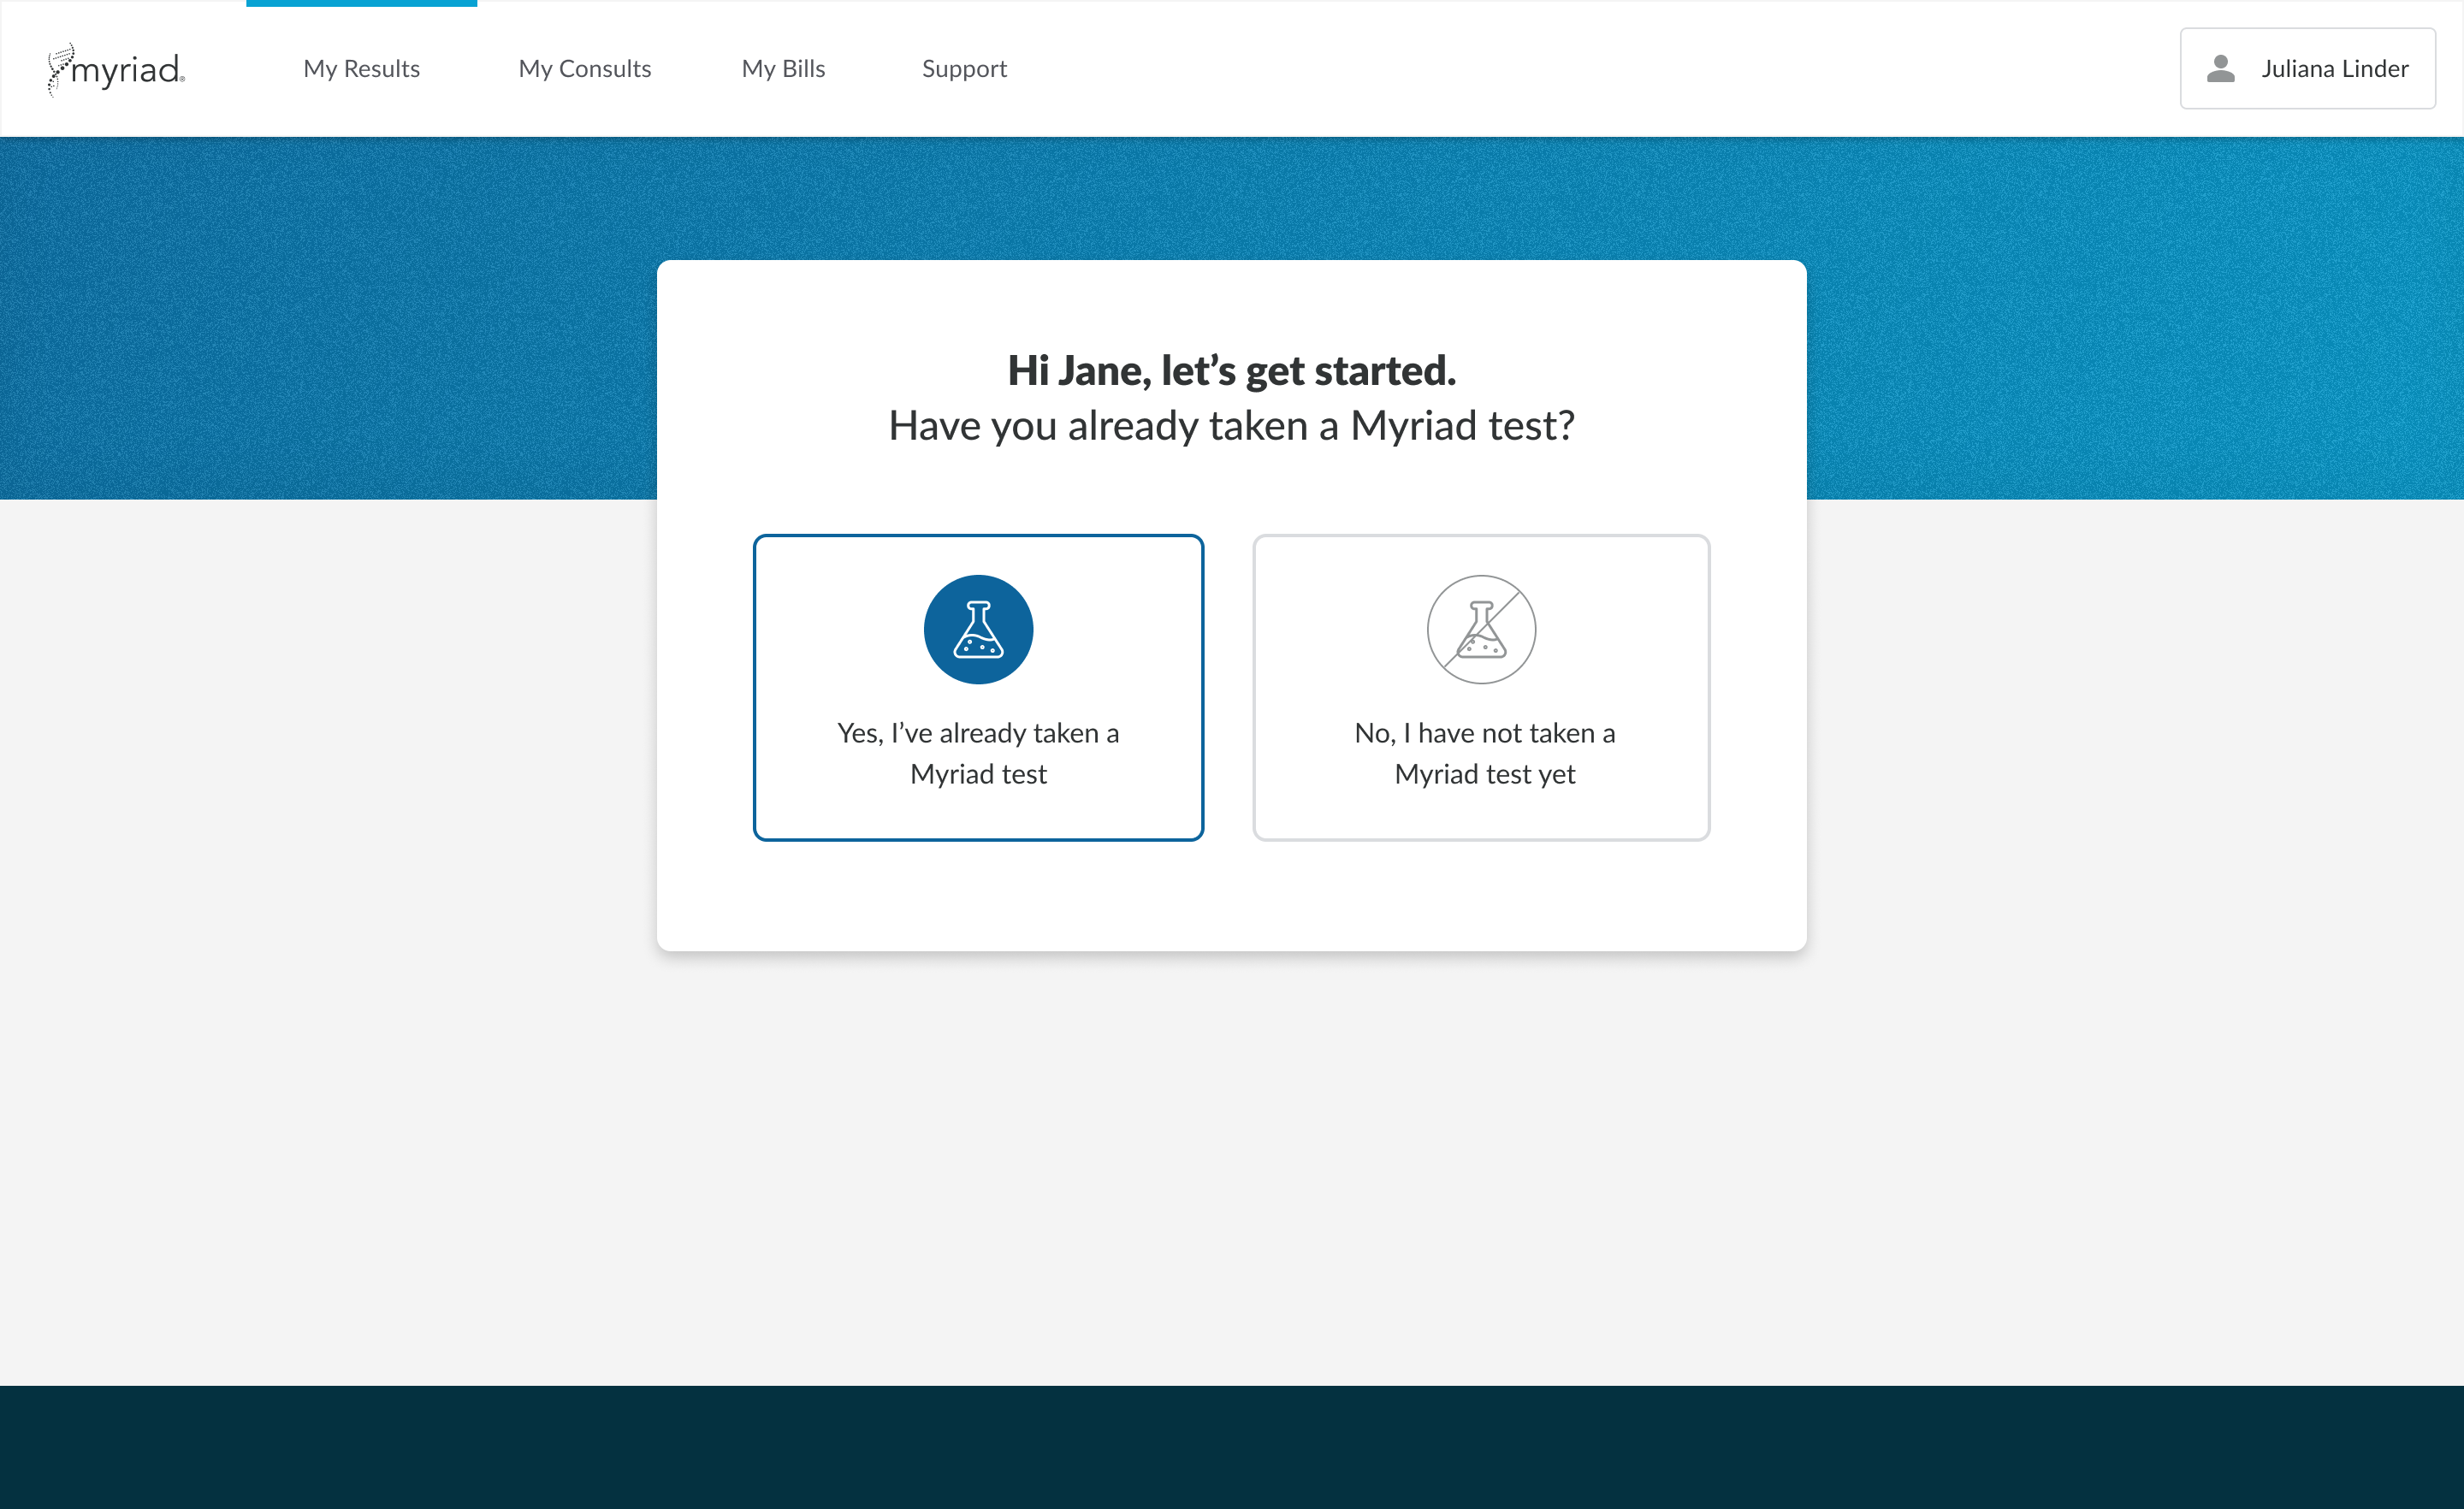 myriad®
My Results
My Consults
My Bills
Support
Juliana Linder
Hi Jane, let’s get started.
Have you already taken a Myriad test?
Yes, I’ve already taken a
Myriad test
No, I have not taken a
Myriad test yet